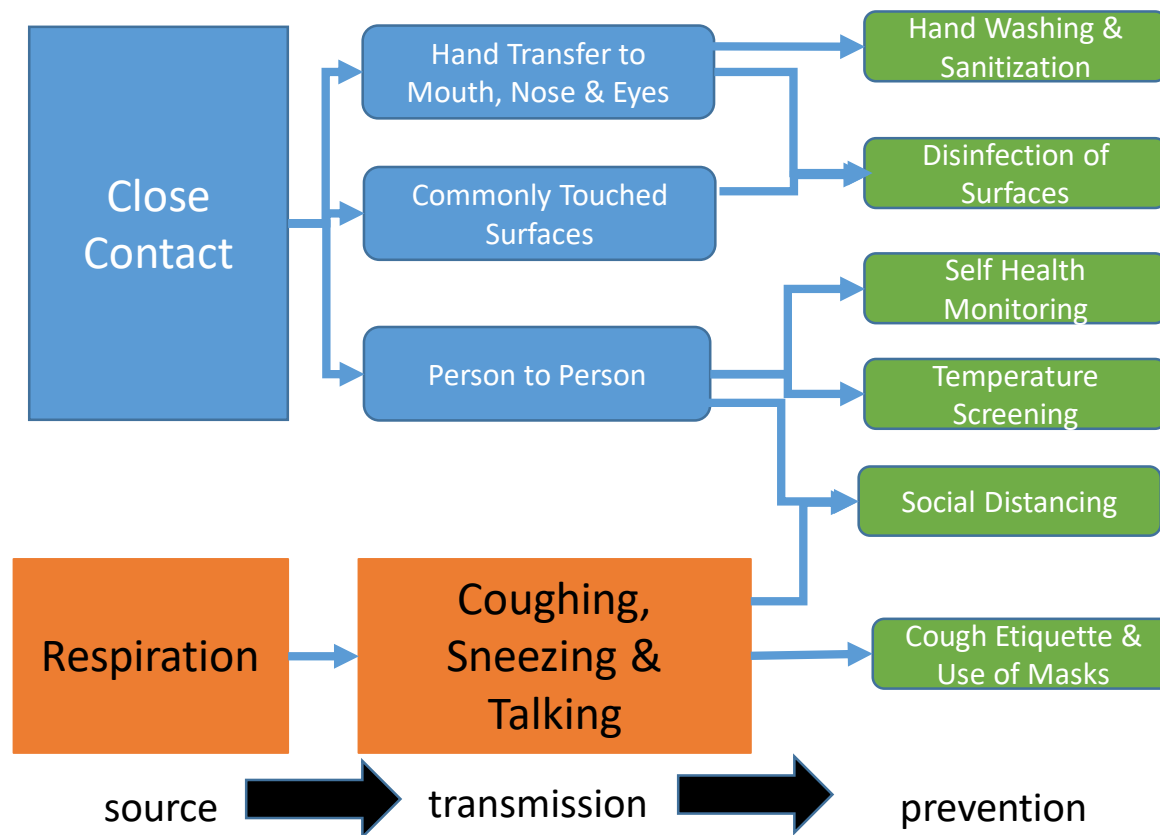 Close
Contact
Hand Transfer to
Mouth, Nose & Eyes
Commonly Touched
Surfaces
Person to Person
Hand Washing &
Sanitization
Disinfection of
Surfaces
Self Health
Monitoring
Temperature
Screening
Social Distancing
Respiration
Coughing,
Sneezing &
Talking
Cough Etiquette &
Use of Masks
source
transmission
prevention